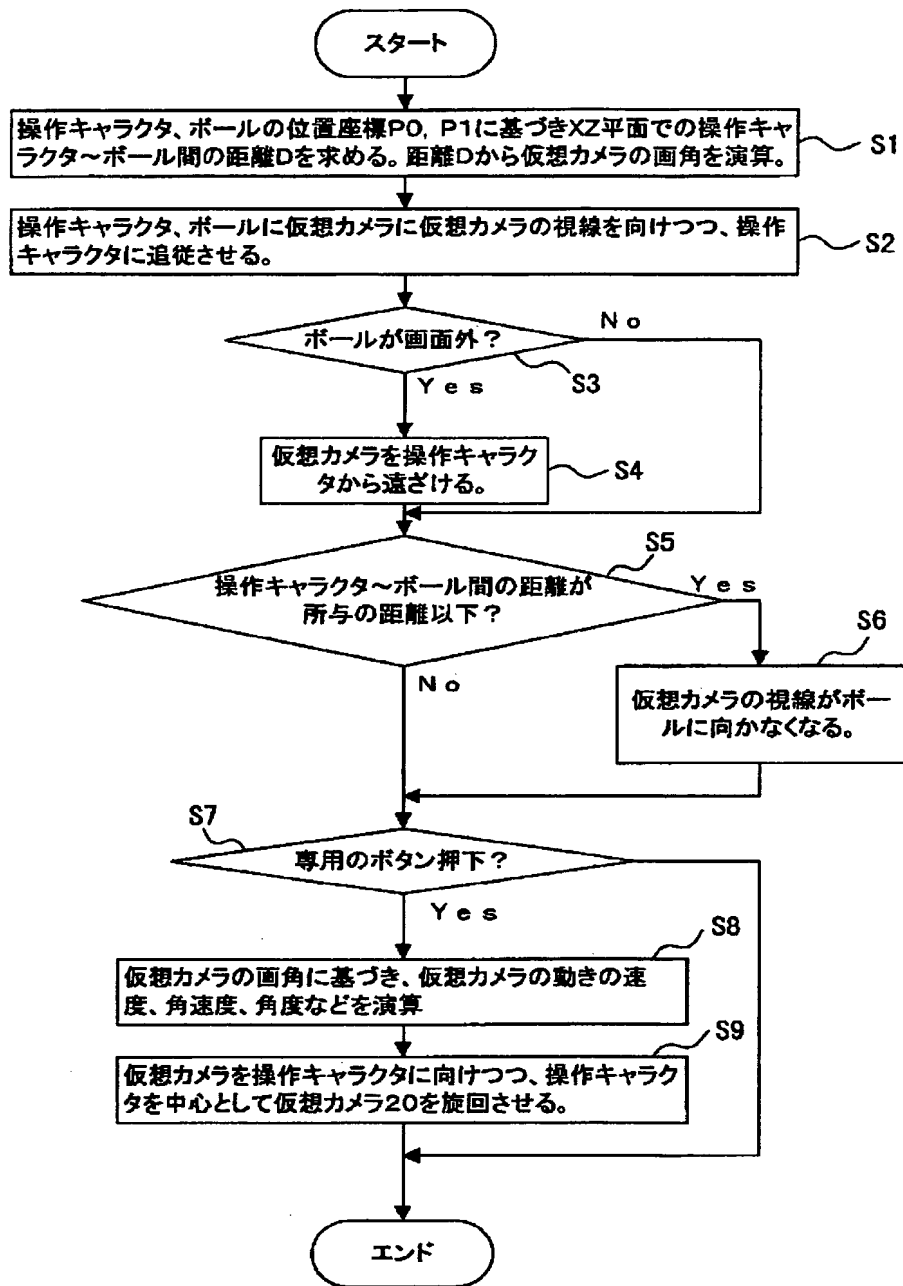 スタート
操作キャラクタ、ボールの位置座標P0, P1に基づきXZ平面での操作キャ
ラクタ～ボール間の距離Dを求める。距離Dから仮想カメラの画角を演算。
S1
操作キャラクタ、ボールに仮想カメラに仮想カメラの視線を向けつつ、操作
キャラクタに追従させる。
S2
ボールが画面外？
No
S3
Yes
仮想カメラを操作キャラク
タから遠ざける。
S4
S5
操作キャラクタ～ボール間の距離が
所与の距離以下？
Yes
S6
No
仮想カメラの視線がボー
ルに向かなくなる。
S7
専用のボタン押下？
Yes
S8
仮想カメラの画角に基づき、仮想カメラの動きの速
度、角速度、角度などを演算
S9
仮想カメラを操作キャラクタに向けつつ、操作キャラク
タを中心として仮想カメラ20を旋回させる。
エンド